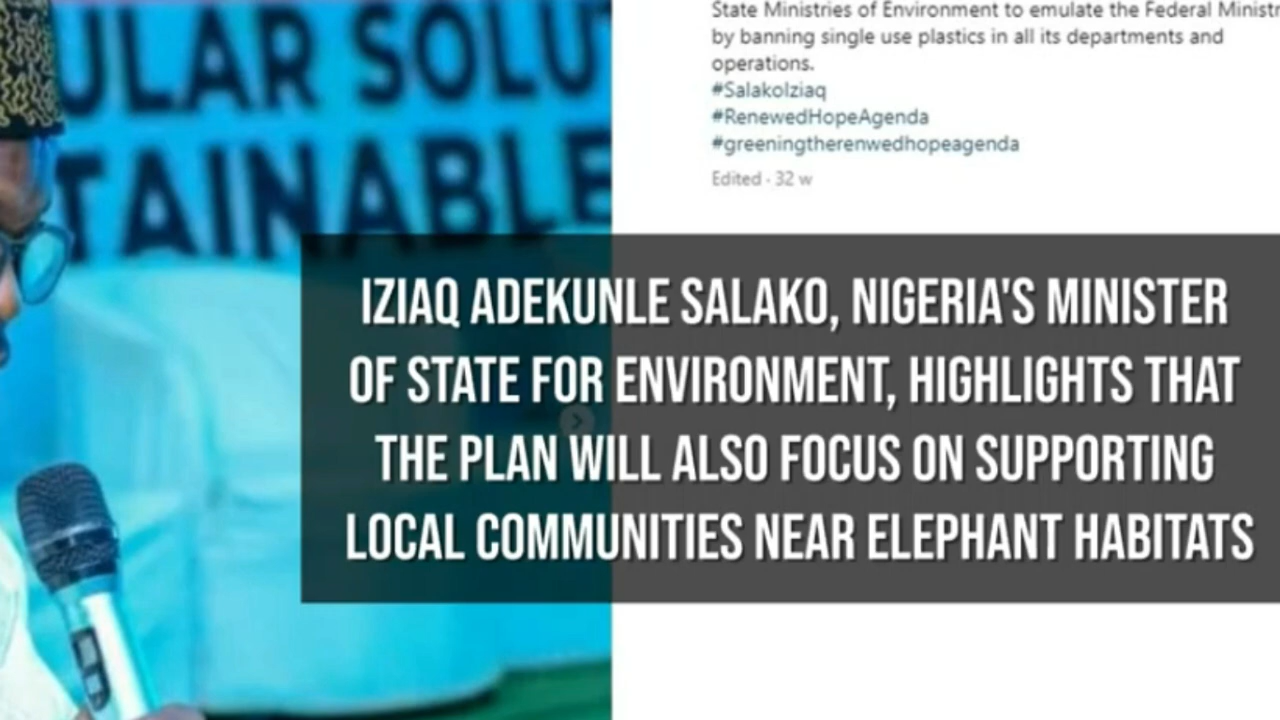 ULAR SOLU
TAINABLE
State Ministries of Environment to emulate the Federal Ministr
by banning single use plastics in all its departments and
operations.
#SalakoIziaq
#RenewedHopeAgenda
#greeningtherenwedhopeagenda
Edited · 32 w
IZIAQ ADEKUNLE SALAKO, NIGERIA'S MINISTER
OF STATE FOR ENVIRONMENT, HIGHLIGHTS THAT
THE PLAN WILL ALSO FOCUS ON SUPPORTING
LOCAL COMMUNITIES NEAR ELEPHANT HABITATS